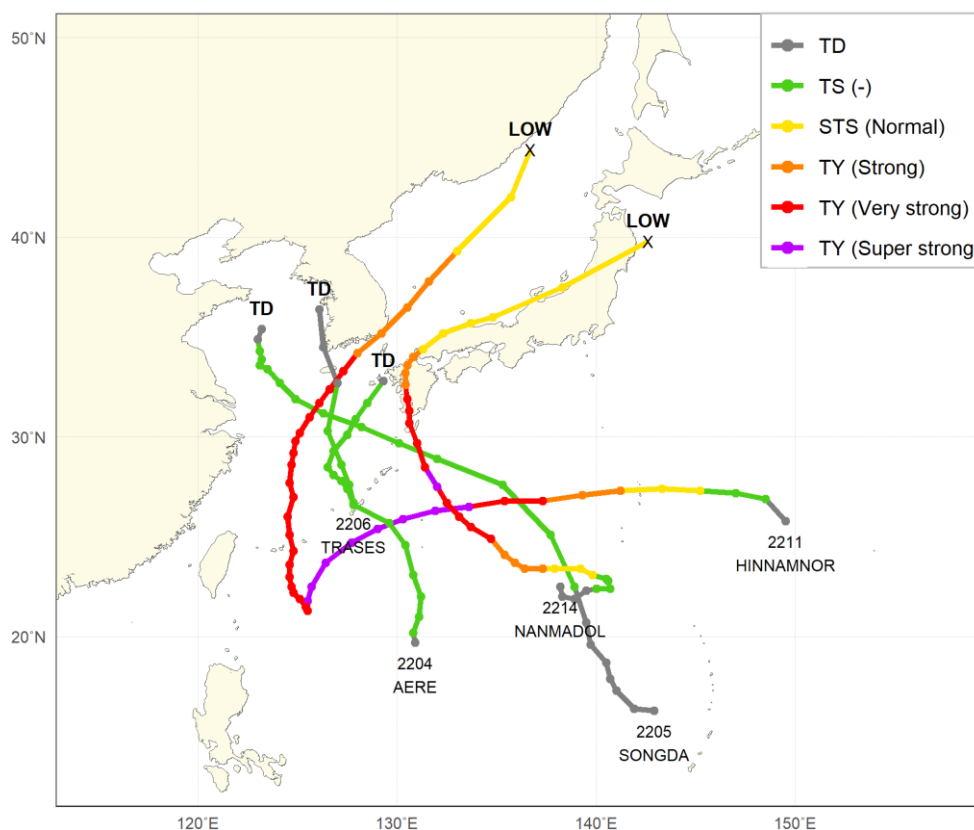 50°N
40°N
30°N
20°N
120°E
130°E
140°E
150°E
TD
TS (-)
STS (Normal)
TY (Strong)
TY (Very strong)
TY (Super strong
LOW
X
LOW
X
TD
TD
TD
2206
TRASES
2211
HINNAMNOR
2214
NANMADOL
2204
AERE
2205
SONGDA